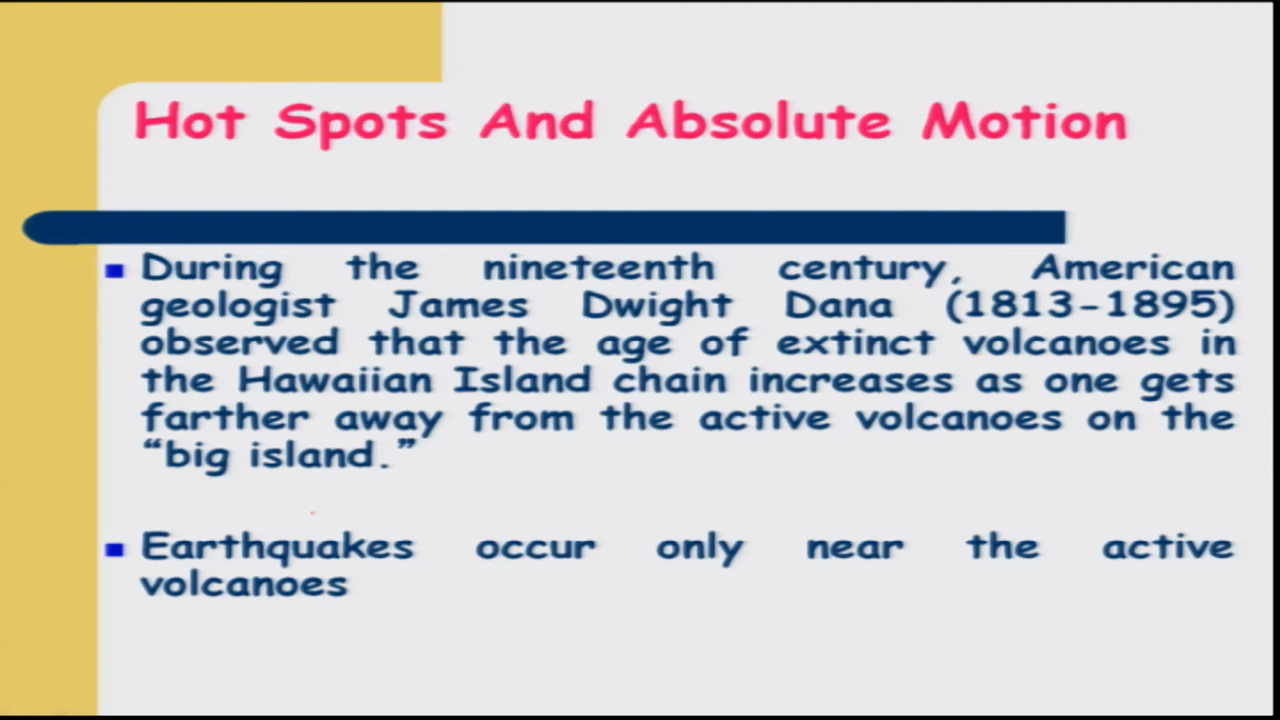 Hot Spots And Absolute Motion
During the nineteenth century, American
geologist James Dwight Dana (1813-1895)
observed that the age of extinct volcanoes in
the Hawaiian Island chain increases as one gets
farther away from the active volcanoes on the
“big island.”
Earthquakes occur only near the active
volcanoes